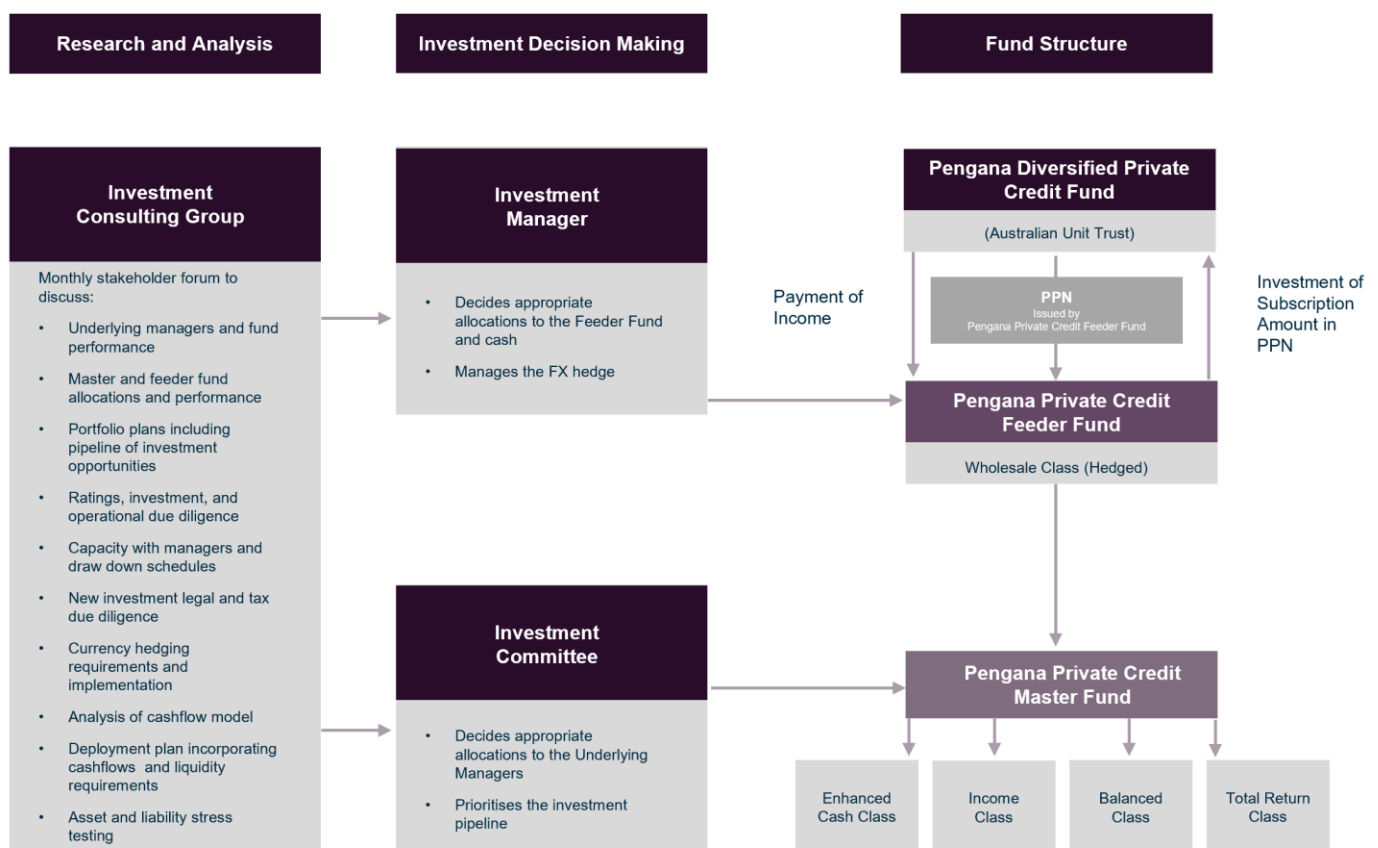 Research and Analysis
Investment Decision Making
Fund Structure
Investment
Consulting Group
Monthly stakeholder forum to
discuss:
• Underlying managers and fund
performance
• Master and feeder fund
allocations and performance
• Portfolio plans including
pipeline of investment
opportunities
• Ratings, investment, and
operational due diligence
• Capacity with managers and
draw down schedules
• New investment legal and tax
due diligence
• Currency hedging
requirements and
implementation
• Analysis of cashflow model
• Deployment plan incorporating
cashflows and liquidity
requirements
• Asset and liability stress
testing
Investment
Manager
• Decides appropriate
allocations to the Feeder Fund
and cash
• Manages the FX hedge
Investment
Committee
• Decides appropriate
allocations to the Underlying
Managers
• Prioritises the investment
pipeline
Pengana Diversified Private
Credit Fund
(Australian Unit Trust)
Payment of
Income
PPN
Issued by
Pengana Private Credit Feeder Fund
Investment of
Subscription
Amount in
PPN
Pengana Private Credit
Feeder Fund
Wholesale Class (Hedged)
Pengana Private Credit
Master Fund
Enhanced
Cash Class
Income
Class
Balanced
Class
Total Return
Class